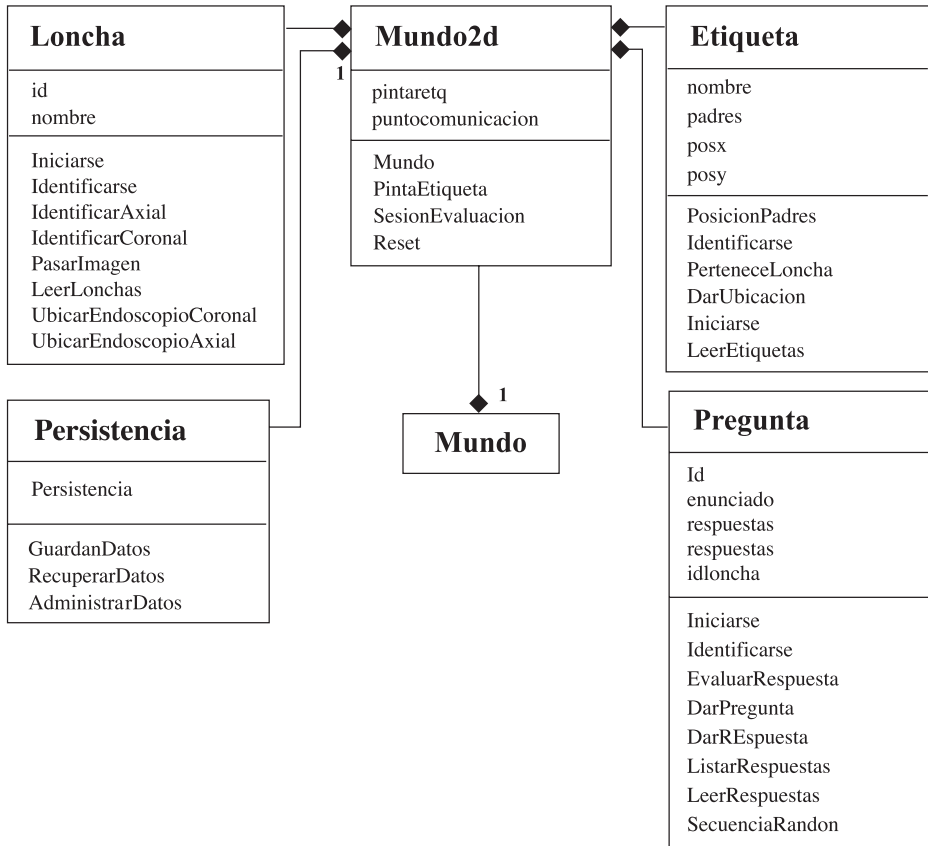 Loncha
id
nombre
Iniciarse
Identificarse
IdentificarAxial
IdentificarCoronal
PasarImagen
LeerLonchas
UbicarEndoscopioCoronal
UbicarEndoscopioAxial
Mundo2d
1
pintaretq
puntocomunicacion
Mundo
PintaEtiqueta
SesionEvaluacion
Reset
Etiqueta
nombre
padres
posx
posy
PosicionPadres
Identificarse
PerteneceLoncha
DarUbicacion
Iniciarse
LeerEtiquetas
Persistencia
Persistencia
GuardanDatos
RecuperarDatos
AdministrarDatos
1
Mundo
Pregunta
Id
enunciado
respuestas
respuestas
idloncha
Iniciarse
Identificarse
EvaluarRespuesta
DarPregunta
DarREspuesta
ListarRespuestas
LeerRespuestas
SecuenciaRandon